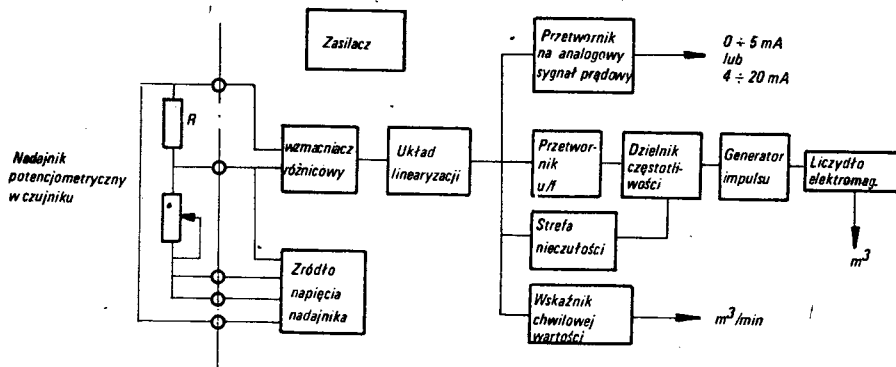 Zasilacz
Przetwornik
na analogowy
sygnał prądowy
0 ÷ 5 mA
lub
4 ÷ 20 mA
R
Nadajnik
potencjometryczny
w czujniku
wzmacniacz
różnicowy
Układ
linearyzacji
Przetwor-
nik
u/f
Dzielnik
częstotli-
wości
Generator
impulsu
Liczydło
elektromag.
m³
Strefa
nieczułości
Zródło
napięcia
nadajnika
Wskaźnik
chwilowej
wartości
m³/min